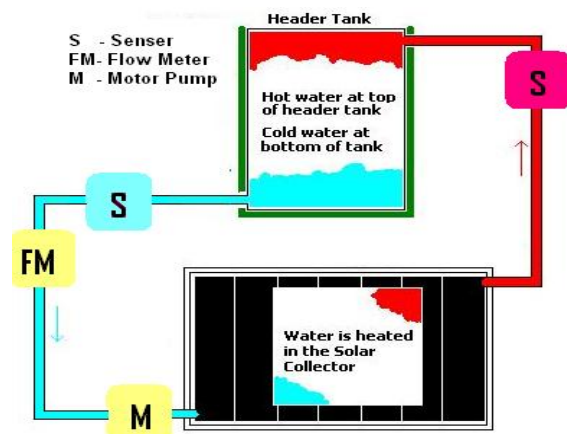 Header Tank
S - Senser
FM- Flow Meter
M - Motor Pump
Hot water at top
of header tank
Cold water at
bottom of tank
S
S
FM
Water is heated
in the Solar
Collector
M